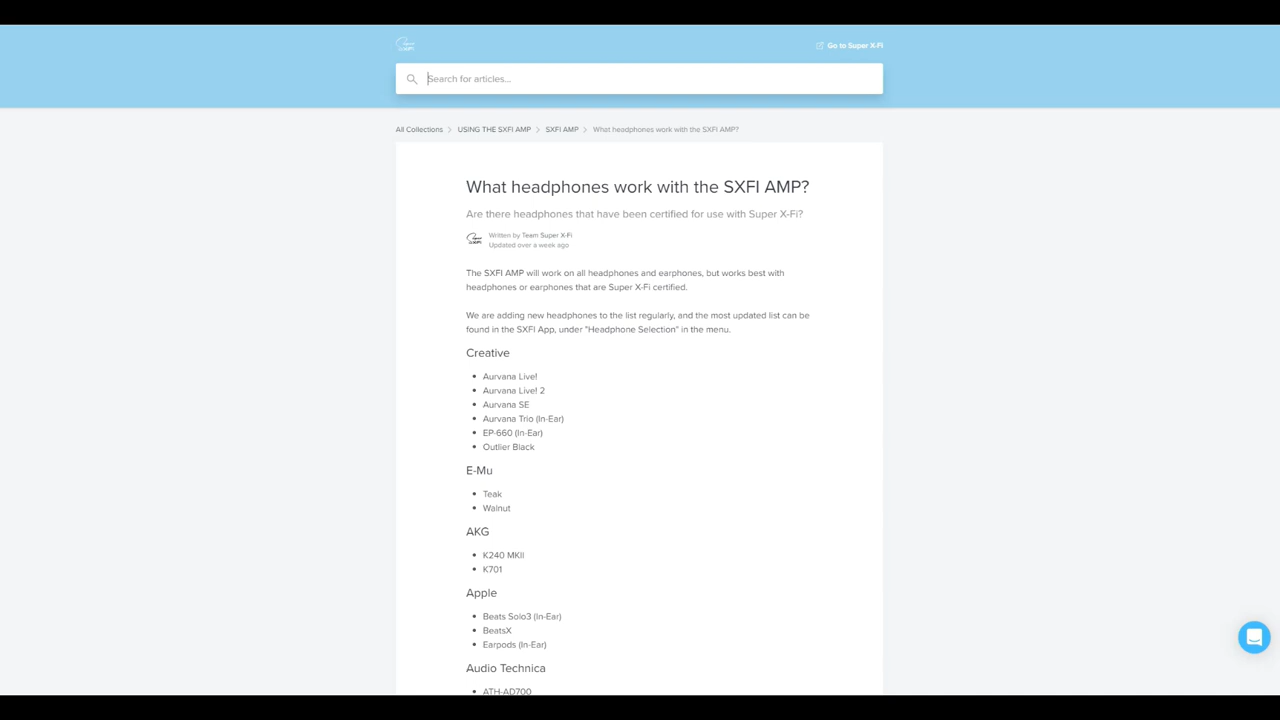 Go to Super X-Fi
Search for articles...
All Collections > USING THE SXFI AMP > SXFI AMP > What headphones work with the SXFI AMP?
What headphones work with the SXFI AMP?
Are there headphones that have been certified for use with Super X-Fi?
Written by Team Super X-Fi
Updated over a week ago
The SXFI AMP will work on all headphones and earphones, but works best with
headphones or earphones that are Super X-Fi certified.
We are adding new headphones to the list regularly, and the most updated list can be
found in the SXFI App, under "Headphone Selection" in the menu.
Creative
• Aurvana Live!
• Aurvana Live! 2
• Aurvana SE
• Aurvana Trio (In-Ear)
• EP-660 (In-Ear)
• Outlier Black
E-Mu
• Teak
• Walnut
AKG
• K240 MKII
• K701
Apple
• Beats Solo3 (In-Ear)
• BeatsX
• Earpods (In-Ear)
Audio Technica
• ATH-AD700